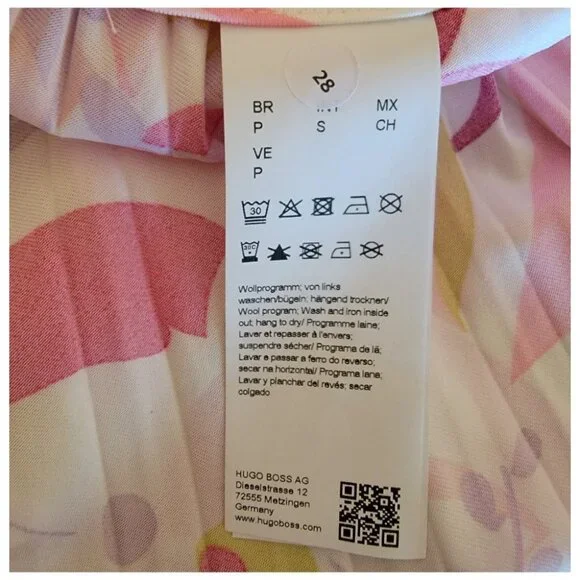 28
BR MX
P S CH
VE
P
30
30C
Wollprogramm; von links
waschen/bügeln; hängend trocknen/
Wool program; Wash and iron inside
out; hang to dry/ Programme laine;
Laver et repasser à l'envers;
suspendre sécher/ Programa de lã;
Lavar e passar a ferro do reverso;
secar na horizontal/ Programa lana;
Lavar y planchar del revés; secar
colgado
HUGO BOSS AG
Dieselstrasse 12
72555 Metzingen
Germany
www.hugoboss.com